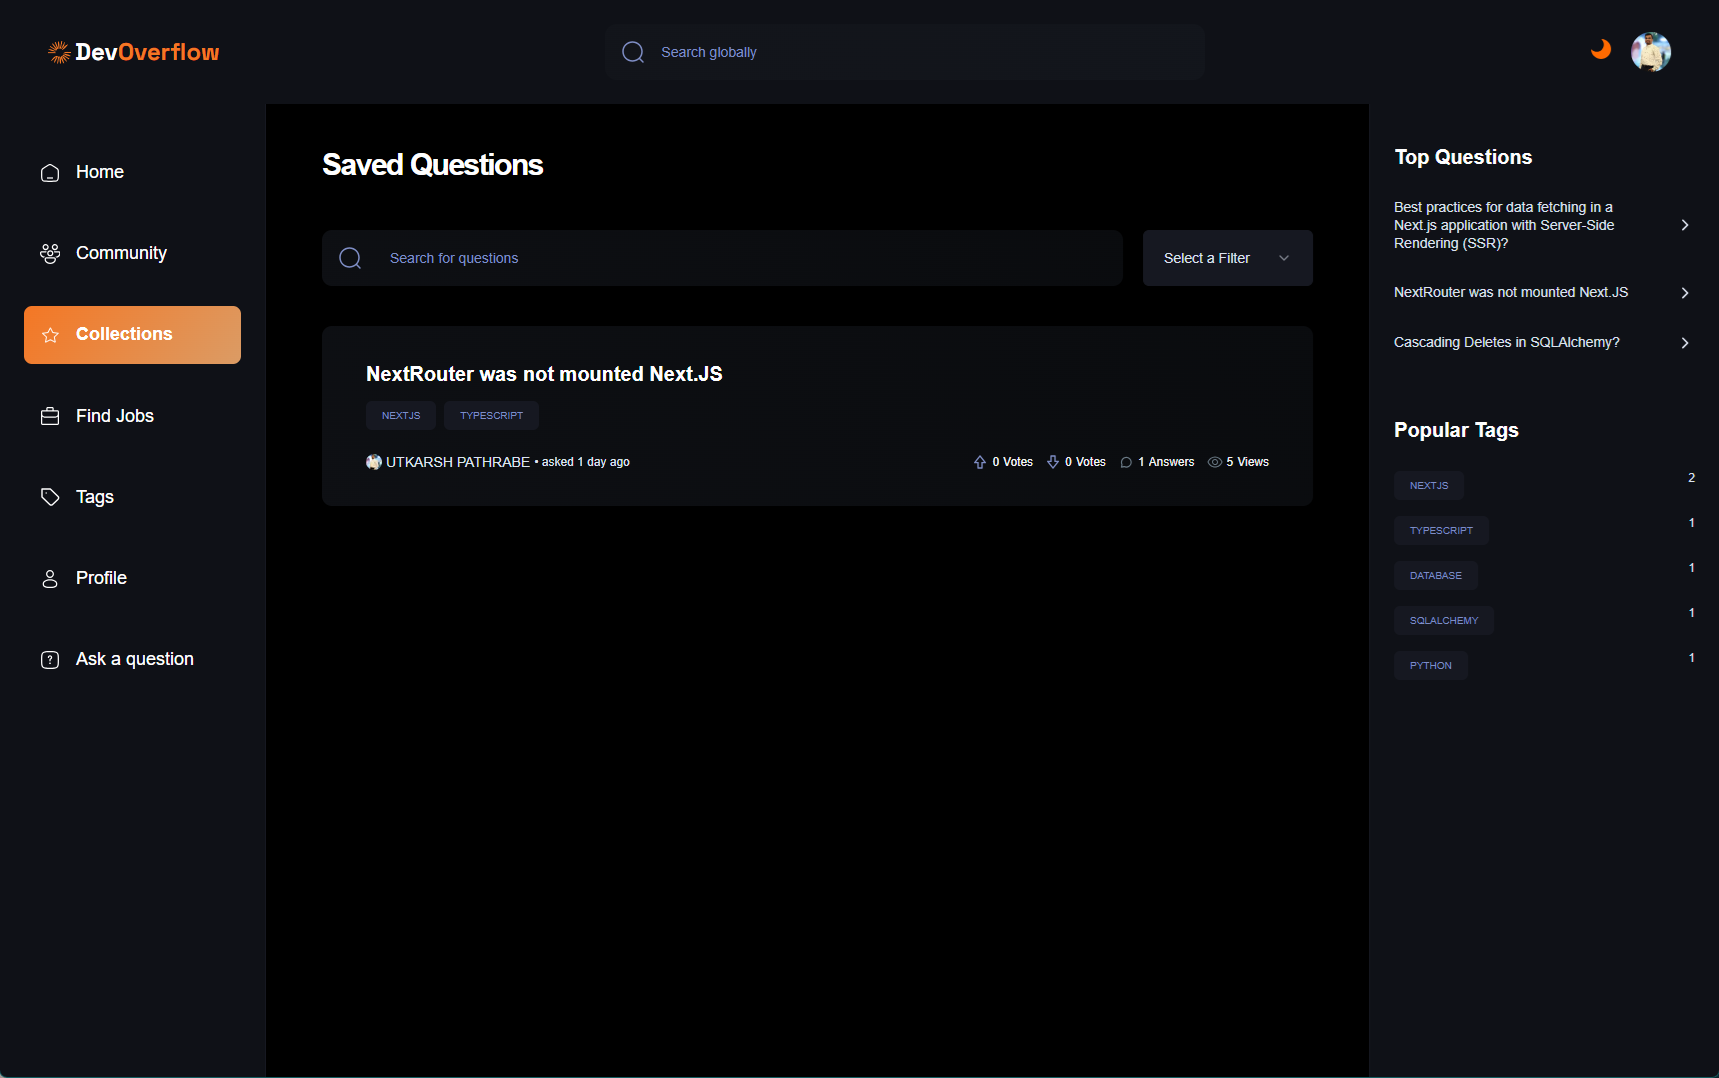 DevOverflow
Search globally
Home
Community
Collections
Find Jobs
Tags
Profile
Ask a question
Saved Questions
Search for questions
Select a Filter
NextRouter was not mounted Next.JS
NEXTJS TYPESCRIPT
UTKARSH PATHRABE • asked 1 day ago 0 Votes 0 Votes 1 Answers 5 Views
Top Questions
Best practices for data fetching in a
Next.js application with Server-Side
Rendering (SSR)?
NextRouter was not mounted Next.JS
Cascading Deletes in SQLAlchemy?
Popular Tags
NEXTJS 2
TYPESCRIPT 1
DATABASE 1
SQLALCHEMY 1
PYTHON 1